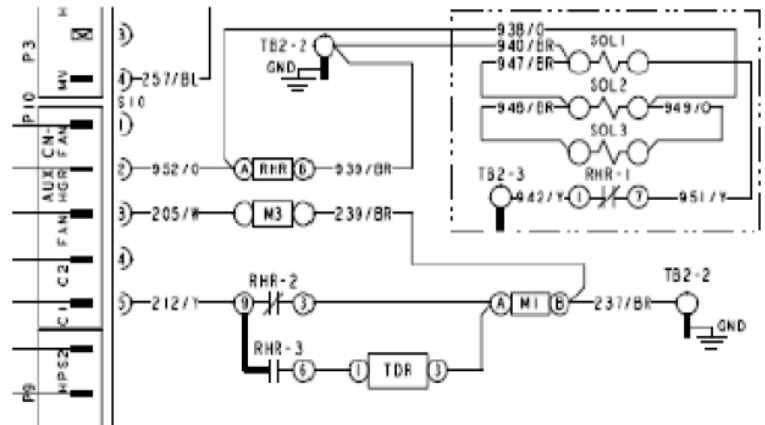 P3
MV
H
3
4
257/BL
S10
P10
AUX CN-
FAN
HGR
FAN
C2
C1
1
2
3
4
5
HPS2
P9
TB2-2
GND
952/O
A RHR B
939/BR
205/W
M3
239/BR
212/Y
9
RHR-2
3
A M1 B
237/BR
TB2-2
GND
RHR-3
6
1 TDR 3
938/O
940/BR
947/BR
SOL1
SOL2
948/BR
949/O
SOL3
TB2-3
RHR-1
942/Y
1
7
951/Y